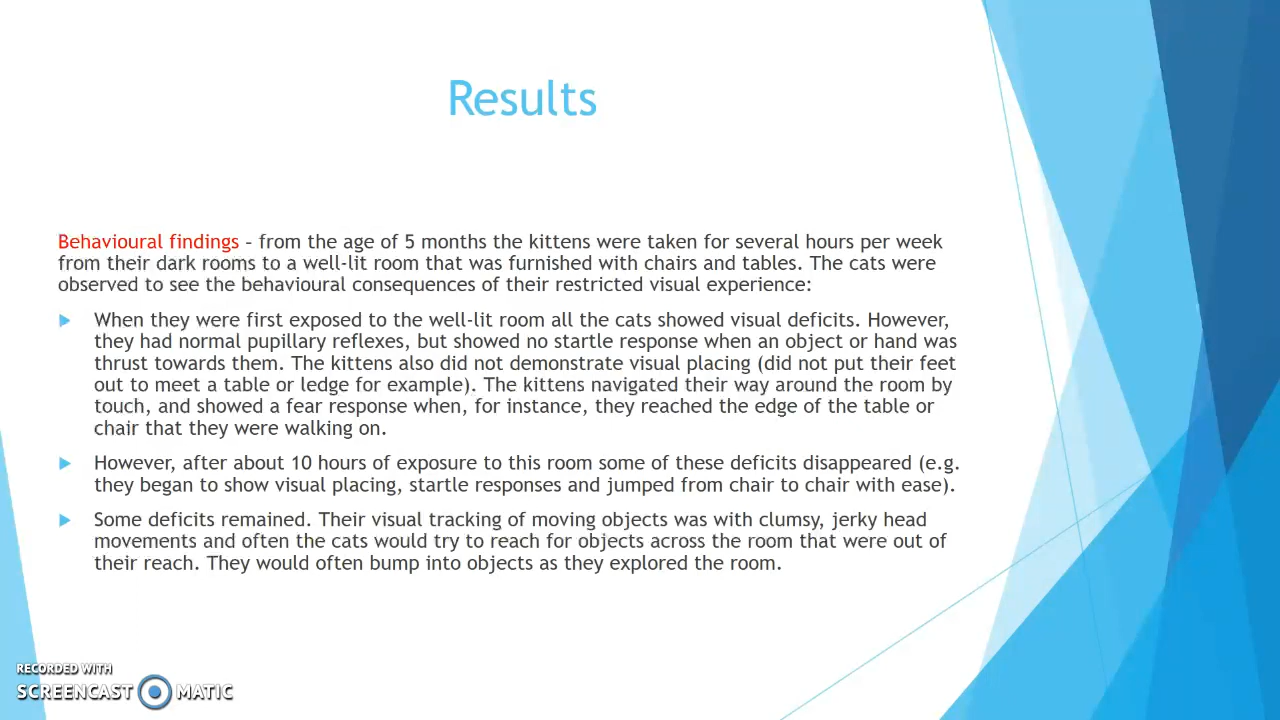 Results
Behavioural findings – from the age of 5 months the kittens were taken for several hours per week
from their dark rooms to a well-lit room that was furnished with chairs and tables. The cats were
observed to see the behavioural consequences of their restricted visual experience:
When they were first exposed to the well-lit room all the cats showed visual deficits. However,
they had normal pupillary reflexes, but showed no startle response when an object or hand was
thrust towards them. The kittens also did not demonstrate visual placing (did not put their feet
out to meet a table or ledge for example). The kittens navigated their way around the room by
touch, and showed a fear response when, for instance, they reached the edge of the table or
chair that they were walking on.
However, after about 10 hours of exposure to this room some of these deficits disappeared (e.g.
they began to show visual placing, startle responses and jumped from chair to chair with ease).
Some deficits remained. Their visual tracking of moving objects was with clumsy, jerky head
movements and often the cats would try to reach for objects across the room that were out of
their reach. They would often bump into objects as they explored the room.
RECORDED WITH
SCREENCAST MATIC